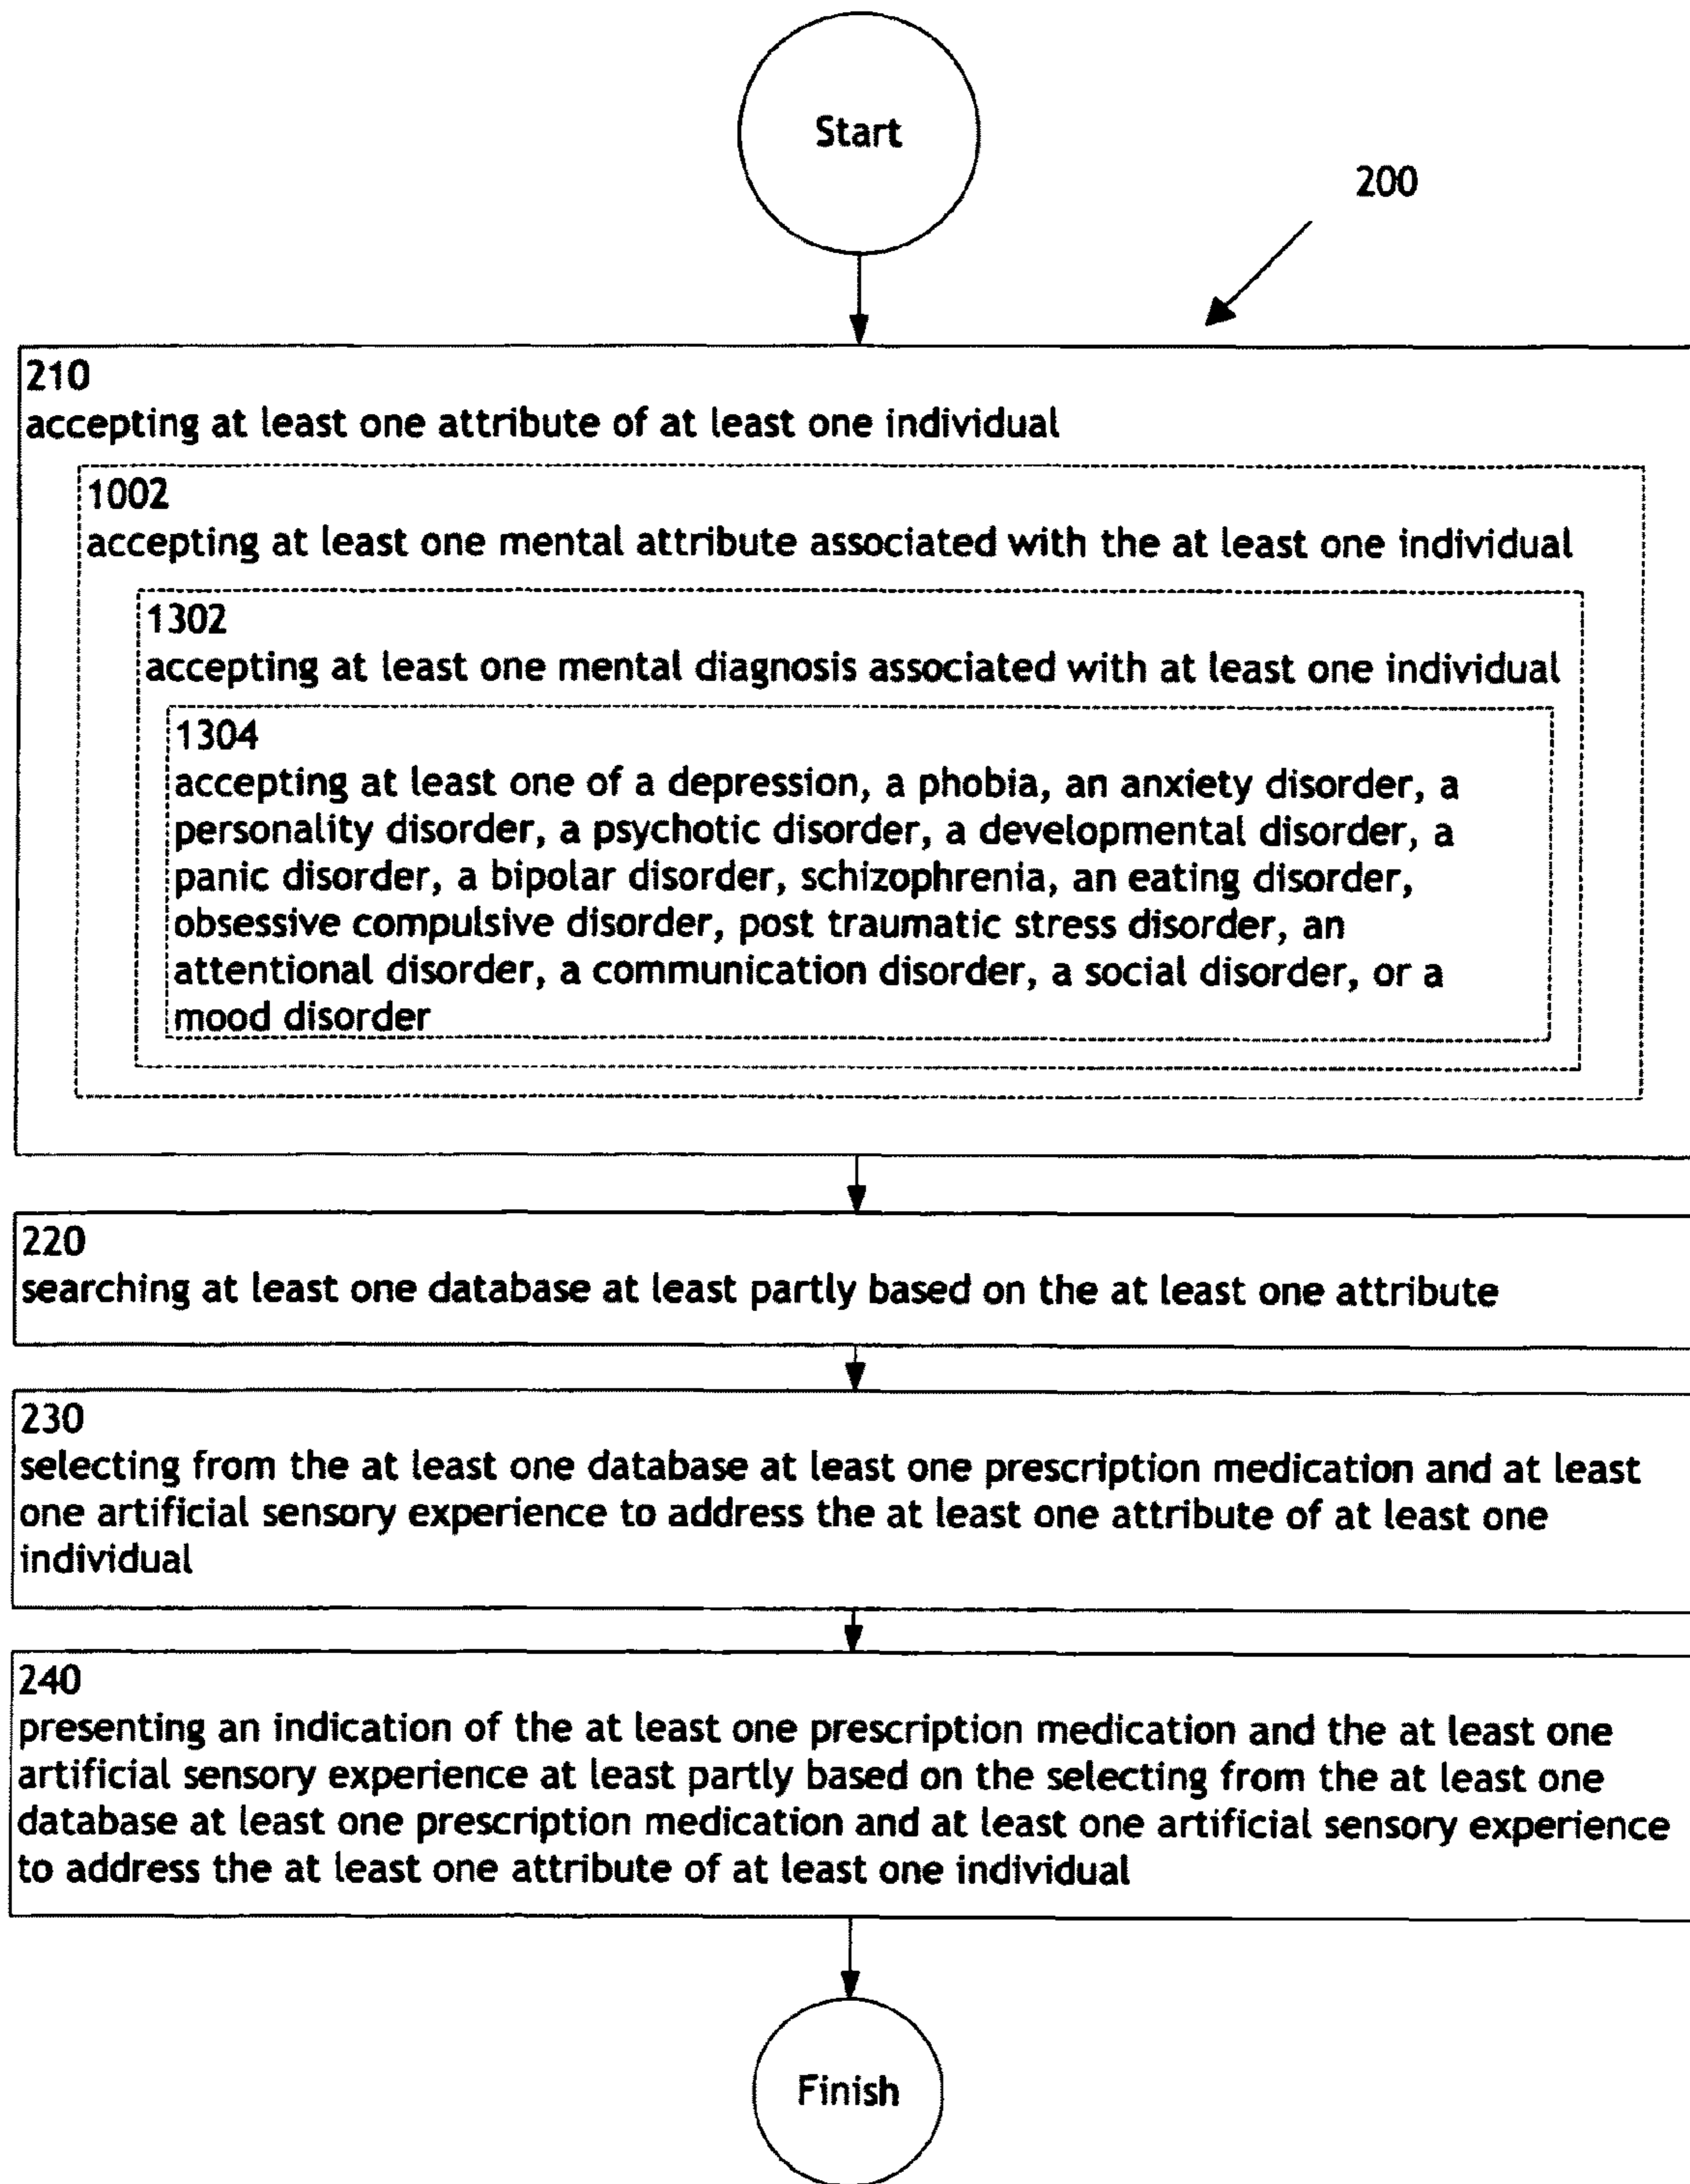 Start
200
210
accepting at least one attribute of at least one individual
1002
accepting at least one mental attribute associated with the at least one individual
1302
accepting at least one mental diagnosis associated with at least one individual
1304
accepting at least one of a depression, a phobia, an anxiety disorder, a
personality disorder, a psychotic disorder, a developmental disorder, a
panic disorder, a bipolar disorder, schizophrenia, an eating disorder,
obsessive compulsive disorder, post traumatic stress disorder, an
attentional disorder, a communication disorder, a social disorder, or a
mood disorder
220
searching at least one database at least partly based on the at least one attribute
230
selecting from the at least one database at least one prescription medication and at least
one artificial sensory experience to address the at least one attribute of at least one
individual
240
presenting an indication of the at least one prescription medication and the at least one
artificial sensory experience at least partly based on the selecting from the at least one
database at least one prescription medication and at least one artificial sensory experience
to address the at least one attribute of at least one individual
Finish